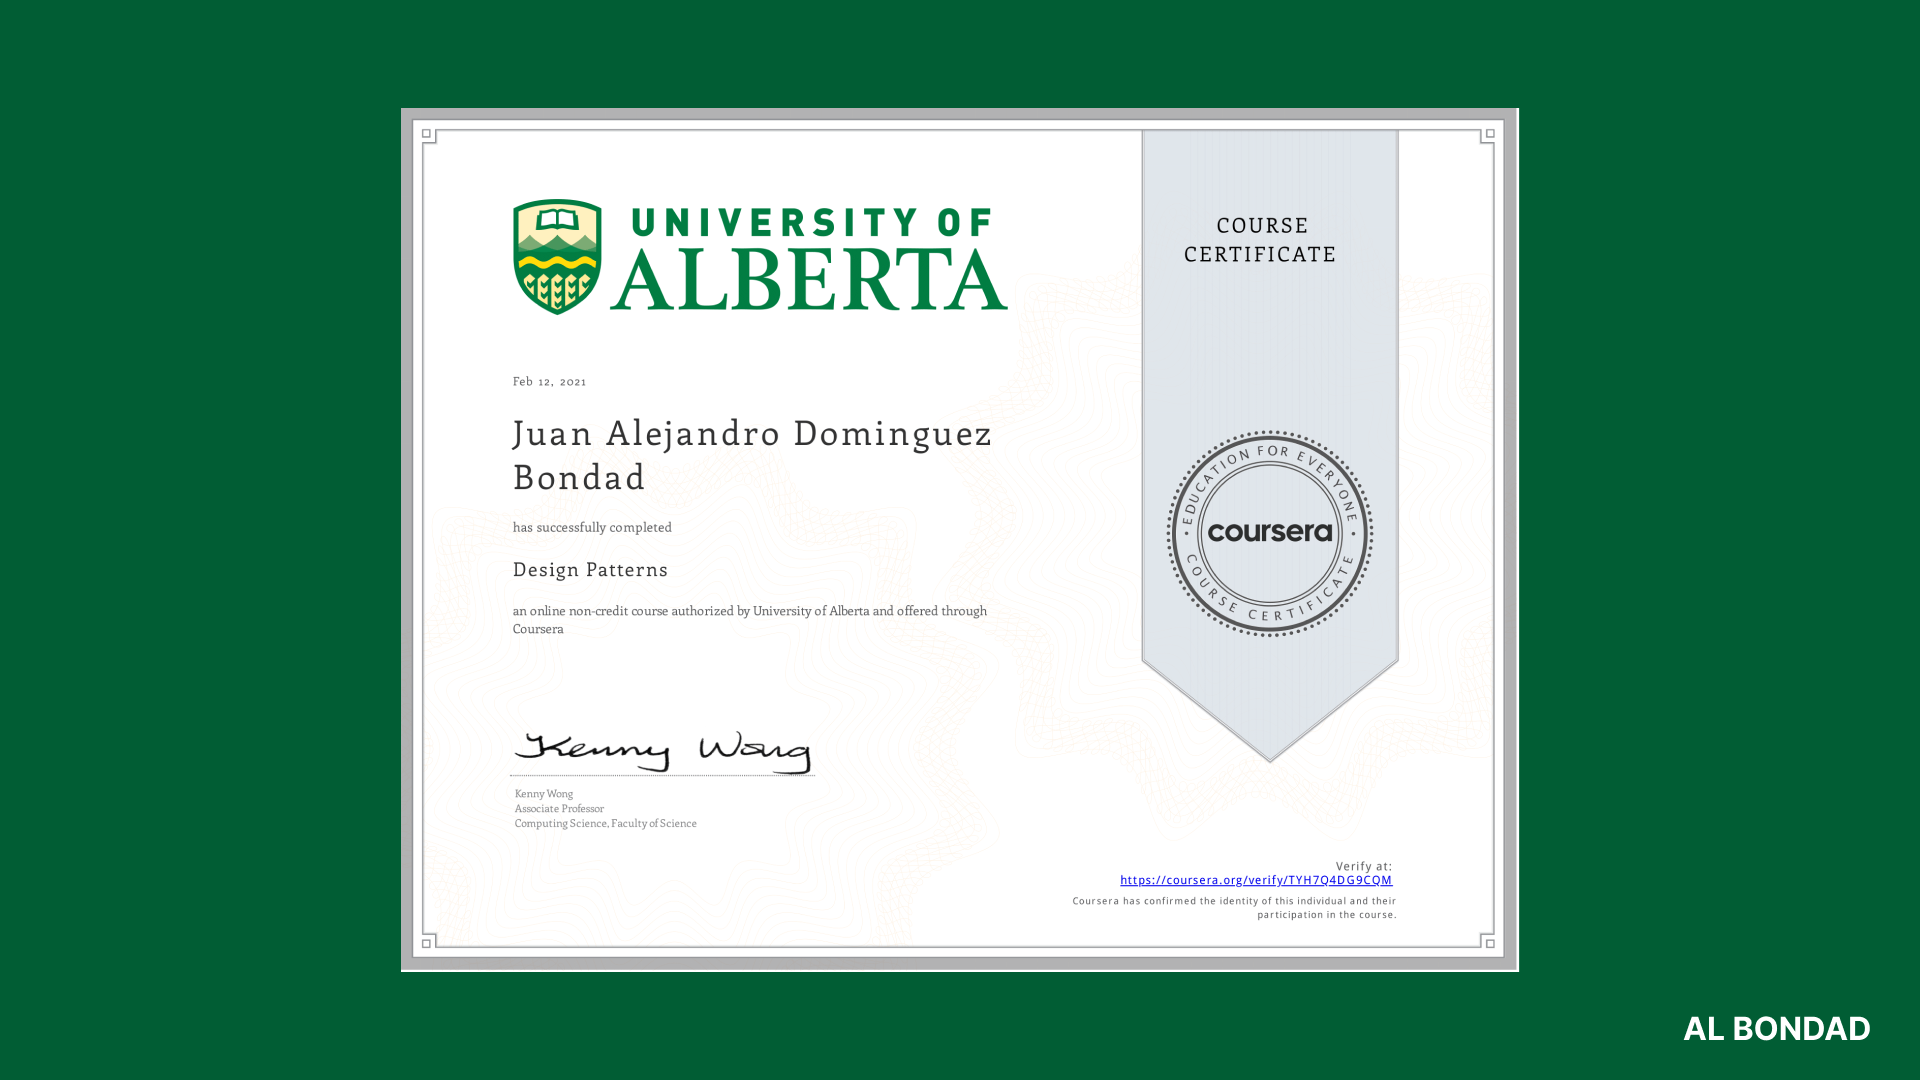 UNIVERSITY OF
ALBERTA
COURSE
CERTIFICATE
Feb 12, 2021
Juan Alejandro Dominguez
Bondad
has successfully completed
Design Patterns
an online non-credit course authorized by University of Alberta and offered through
Coursera
EDUCATION FOR EVERYONE
coursera
COURSE CERTIFICATE
Kenny Wong
Kenny Wong
Associate Professor
Computing Science, Faculty of Science
Verify at:
https://coursera.org/verify/TYH7Q4DG9CQM
Coursera has confirmed the identity of this individual and their
participation in the course.
AL BONDAD